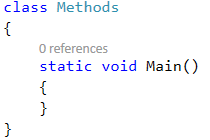 class Methods
{
0 references
static void Main()
{
}
}